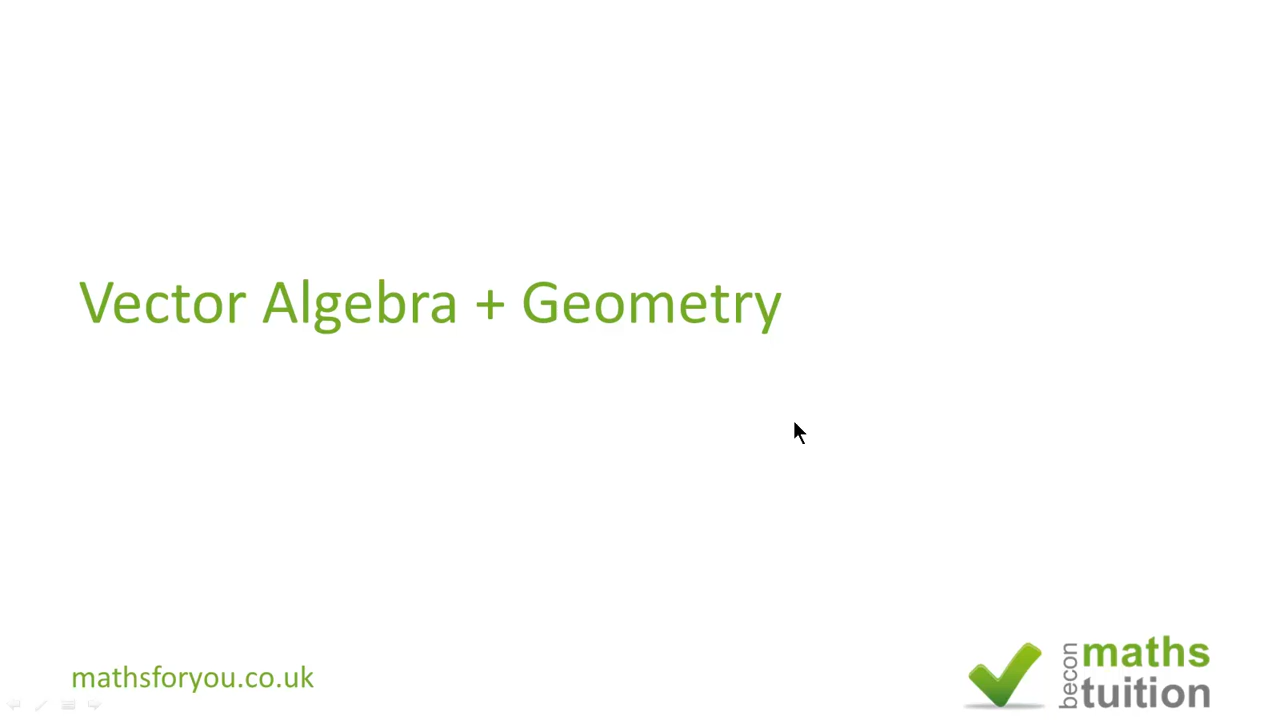 Vector Algebra + Geometry
mathsforyou.co.uk
becon
maths
tuition